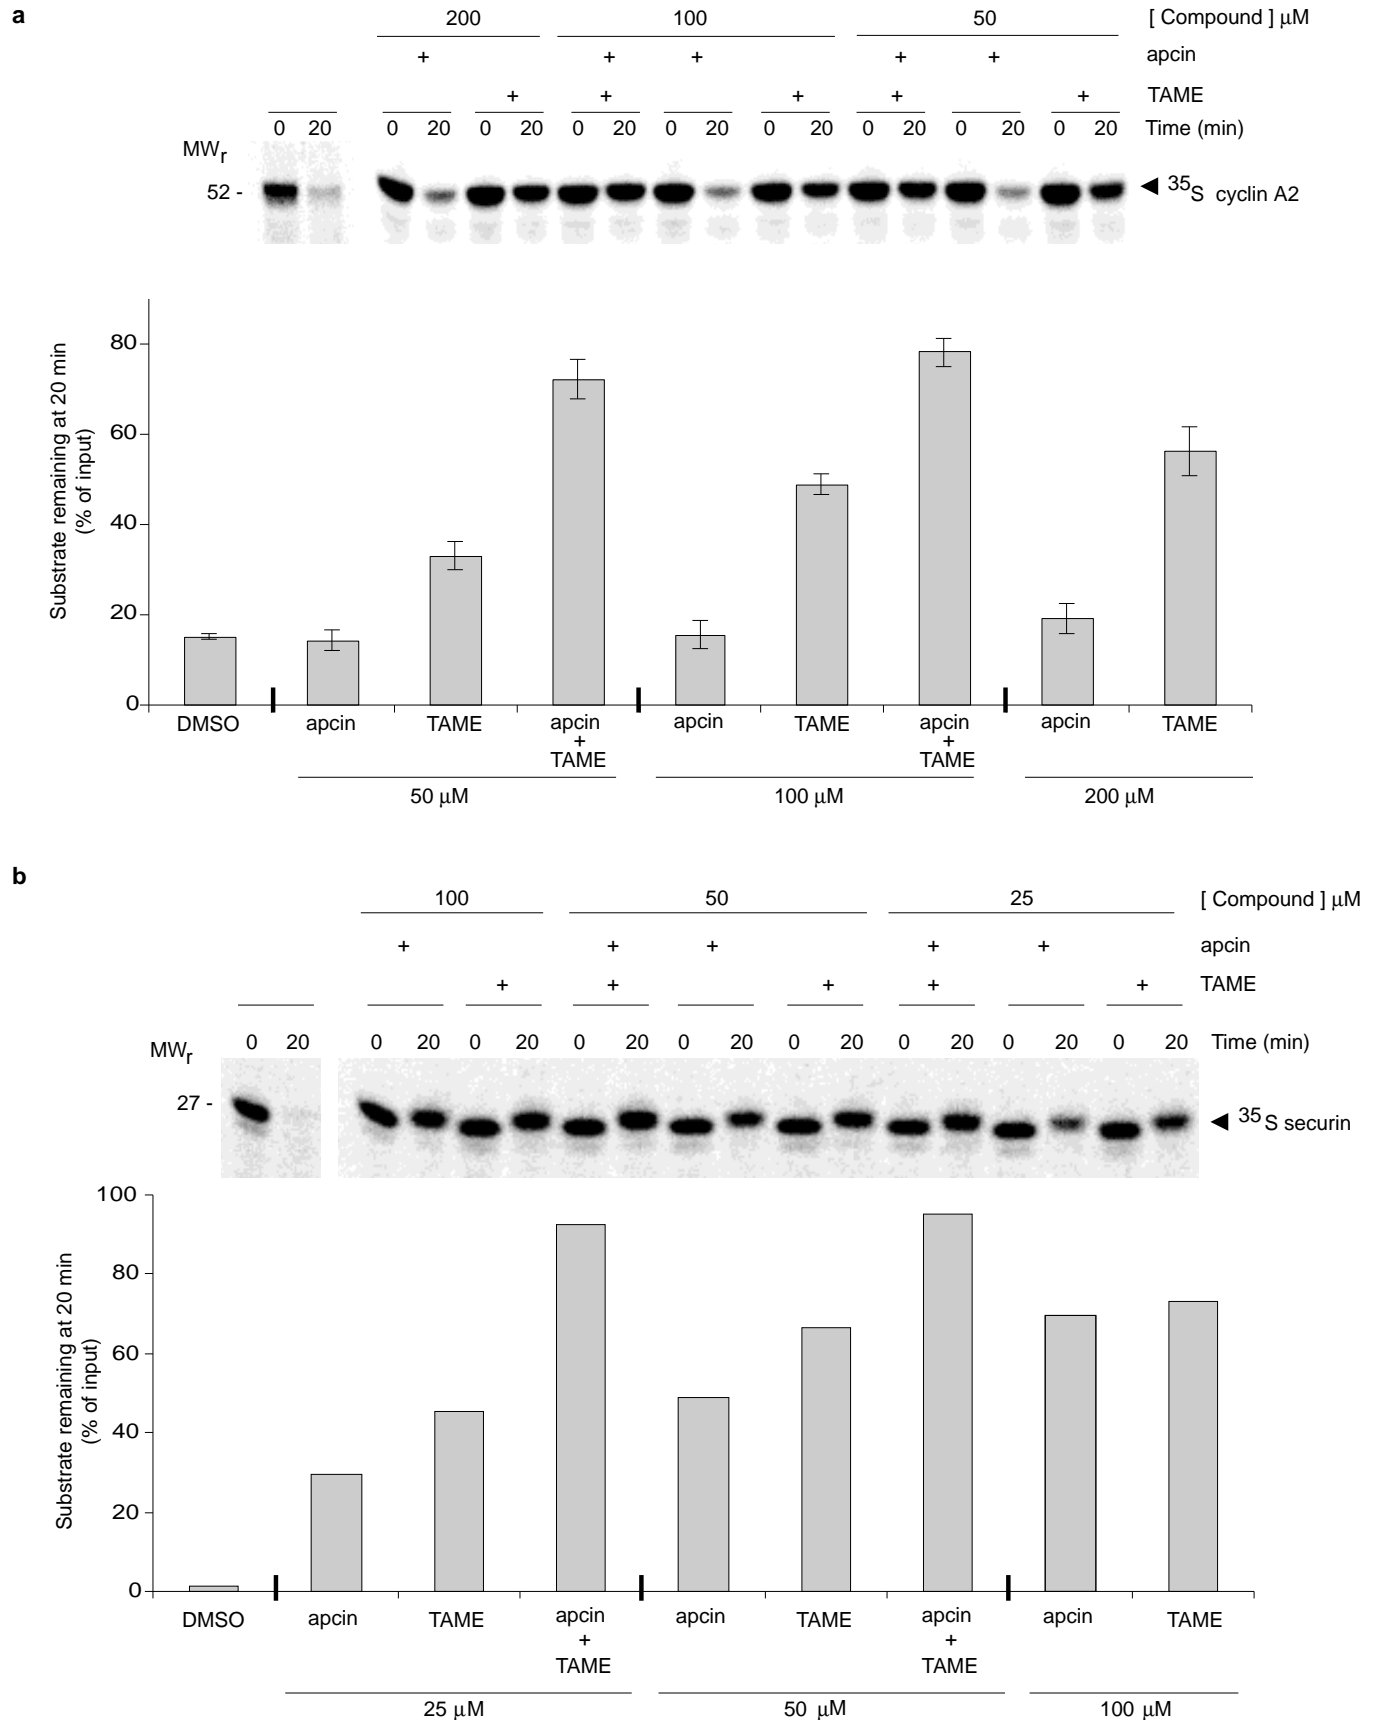 a
200 100 50 [ Compound ] μM
+ + + + + apcin
+ + + + + TAME
0 20 0 20 0 20 0 20 0 20 0 20 0 20 0 20 0 20 Time (min)
MWr
52 - ◄ 35S cyclin A2
Substrate remaining at 20 min
(% of input)
80
60
40
20
0
DMSO apcin TAME apcin + TAME apcin TAME apcin + TAME apcin TAME
50 μM 100 μM 200 μM
b
100 50 25 [ Compound ] μM
+ + + + + apcin
+ + + + + TAME
0 20 0 20 0 20 0 20 0 20 0 20 0 20 0 20 0 20 Time (min)
MWr
27 - ◄ 35S securin
Substrate remaining at 20 min
(% of input)
100
80
60
40
20
0
DMSO apcin TAME apcin + TAME apcin TAME apcin + TAME apcin TAME
25 μM 50 μM 100 μM